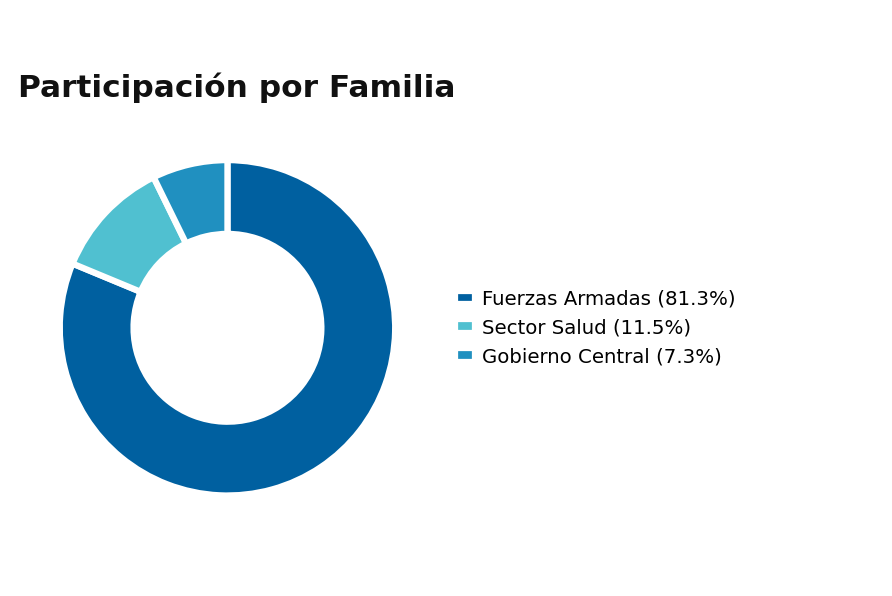 Participación por Familia
Fuerzas Armadas (81.3%)
Sector Salud (11.5%)
Gobierno Central (7.3%)